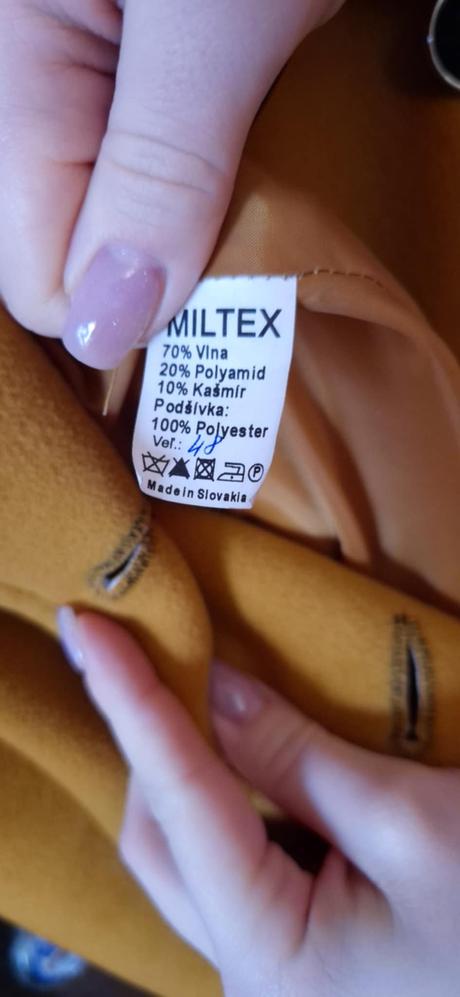 MILTEX
70% Vlna
20% Polyamid
10% Kašmír
Podšívka:
100% Polyester
Veľ.: 48
Made in Slovakia